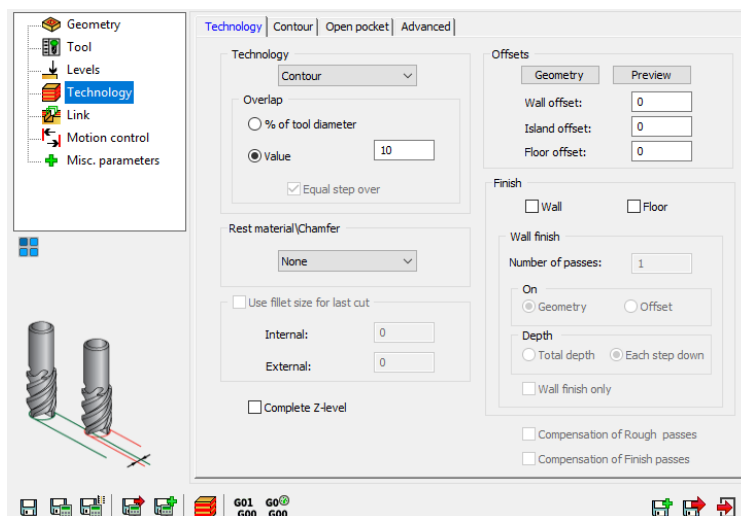 Geometry
Tool
Levels
Technology
Link
Motion control
Misc. parameters
Technology
Contour
Open pocket
Advanced
Technology
Contour
Overlap
% of tool diameter
Value
10
Equal step over
Rest material\Chamfer
None
Use fillet size for last cut
Internal:
0
External:
0
Complete Z-level
Offsets
Geometry
Preview
Wall offset:
0
Island offset:
0
Floor offset:
0
Finish
Wall
Floor
Wall finish
Number of passes:
1
On
Geometry
Offset
Depth
Total depth
Each step down
Wall finish only
Compensation of Rough passes
Compensation of Finish passes
G01 G0
G00 G00